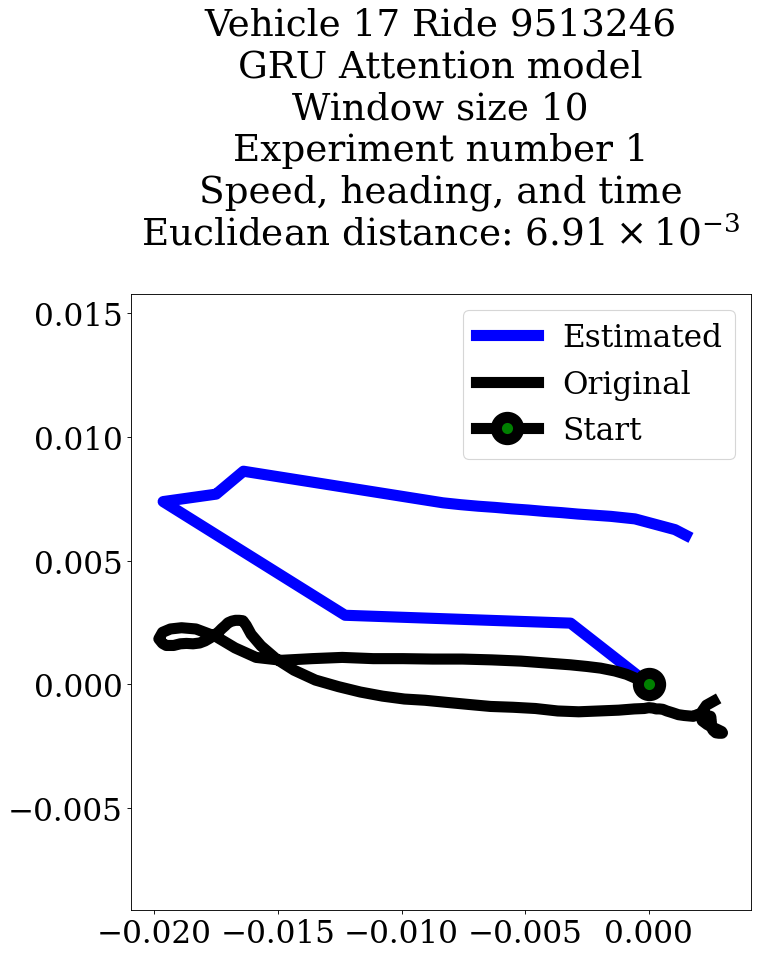 Vehicle 17 Ride 9513246
GRU Attention model
Window size 10
Experiment number 1
Speed, heading, and time
Euclidean distance: 6.91 × 10⁻³
0.015
0.010
0.005
0.000
−0.005
Estimated
Original
Start
−0.020 −0.015 −0.010 −0.005 0.000